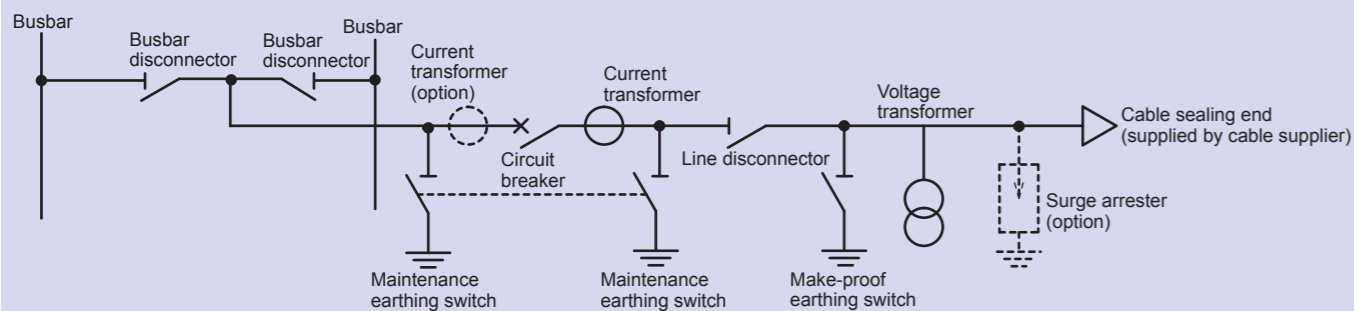 Busbar
Busbar
disconnector
Busbar
disconnector
Busbar
Current
transformer
(option)
Current
transformer
Voltage
transformer
Cable sealing end
(supplied by cable supplier)
Circuit
breaker
Line disconnector
Surge arrester
(option)
Maintenance
earthing switch
Maintenance
earthing switch
Make-proof
earthing switch